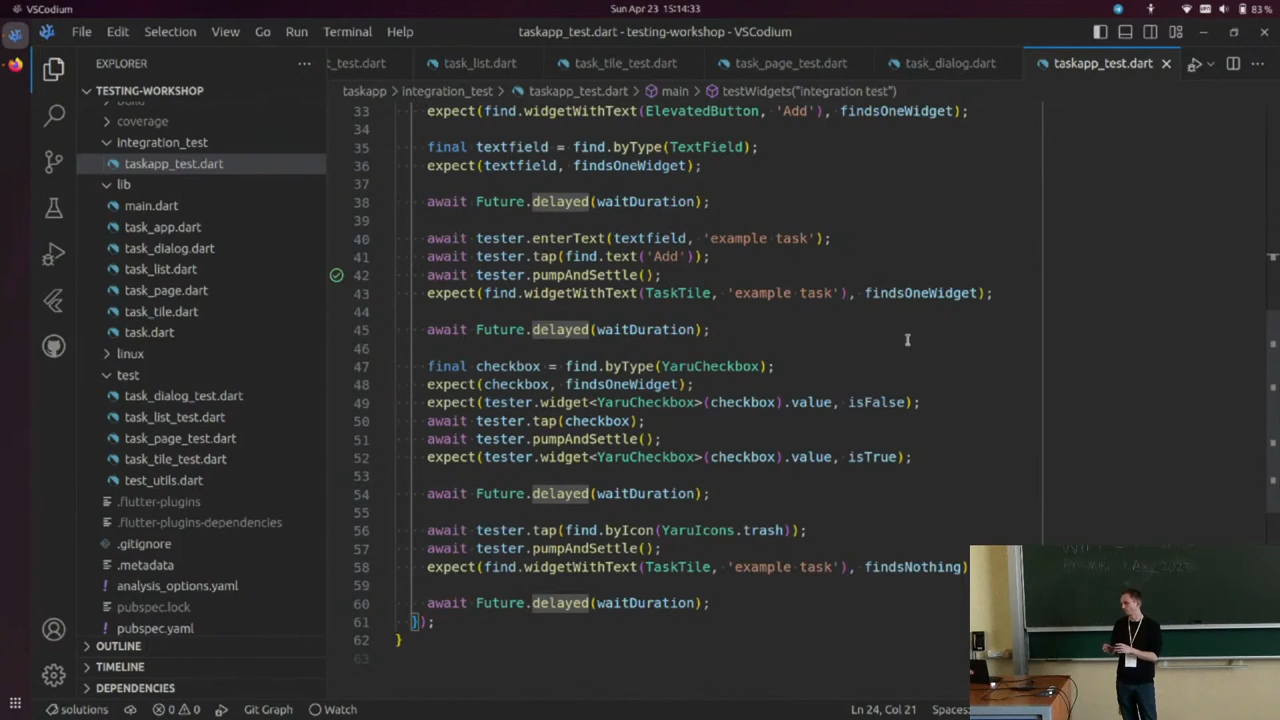 VSCodium
Sun Apr 23 15:14:33
83 %
File Edit Selection View Go Run Terminal Help
taskapp_test.dart - testing-workshop - VSCodium
EXPLORER
_test.dart task_list.dart task_tile_test.dart task_page_test.dart task_dialog.dart taskapp_test.dart
TESTING-WORKSHOP
taskapp > integration_test > taskapp_test.dart > main > testWidgets("integration test")
build
coverage
integration_test
taskapp_test.dart
lib
main.dart
task_app.dart
task_dialog.dart
task_list.dart
task_page.dart
task_tile.dart
task.dart
linux
test
task_dialog_test.dart
task_list_test.dart
task_page_test.dart
task_tile_test.dart
test_utils.dart
.flutter-plugins
.flutter-plugins-dependencies
.gitignore
.metadata
analysis_options.yaml
pubspec.lock
pubspec.yaml
OUTLINE
TIMELINE
DEPENDENCIES
33 expect(find.widgetWithText(ElevatedButton, 'Add'), findsOneWidget);
34
35 final textfield = find.byType(TextField);
36 expect(textfield, findsOneWidget);
37
38 await Future.delayed(waitDuration);
39
40 await tester.enterText(textfield, 'example task');
41 await tester.tap(find.text('Add'));
42 await tester.pumpAndSettle();
43 expect(find.widgetWithText(TaskTile, 'example task'), findsOneWidget);
44
45 await Future.delayed(waitDuration);
46
47 final checkbox = find.byType(YaruCheckbox);
48 expect(checkbox, findsOneWidget);
49 expect(tester.widget<YaruCheckbox>(checkbox).value, isFalse);
50 await tester.tap(checkbox);
51 await tester.pumpAndSettle();
52 expect(tester.widget<YaruCheckbox>(checkbox).value, isTrue);
53
54 await Future.delayed(waitDuration);
55
56 await tester.tap(find.byIcon(YaruIcons.trash));
57 await tester.pumpAndSettle();
58 expect(find.widgetWithText(TaskTile, 'example task'), findsNothing)
59
60 await Future.delayed(waitDuration);
61 });
62 }
63
solutions 0 0 Git Graph Watch
Ln 24, Col 21 Spaces: